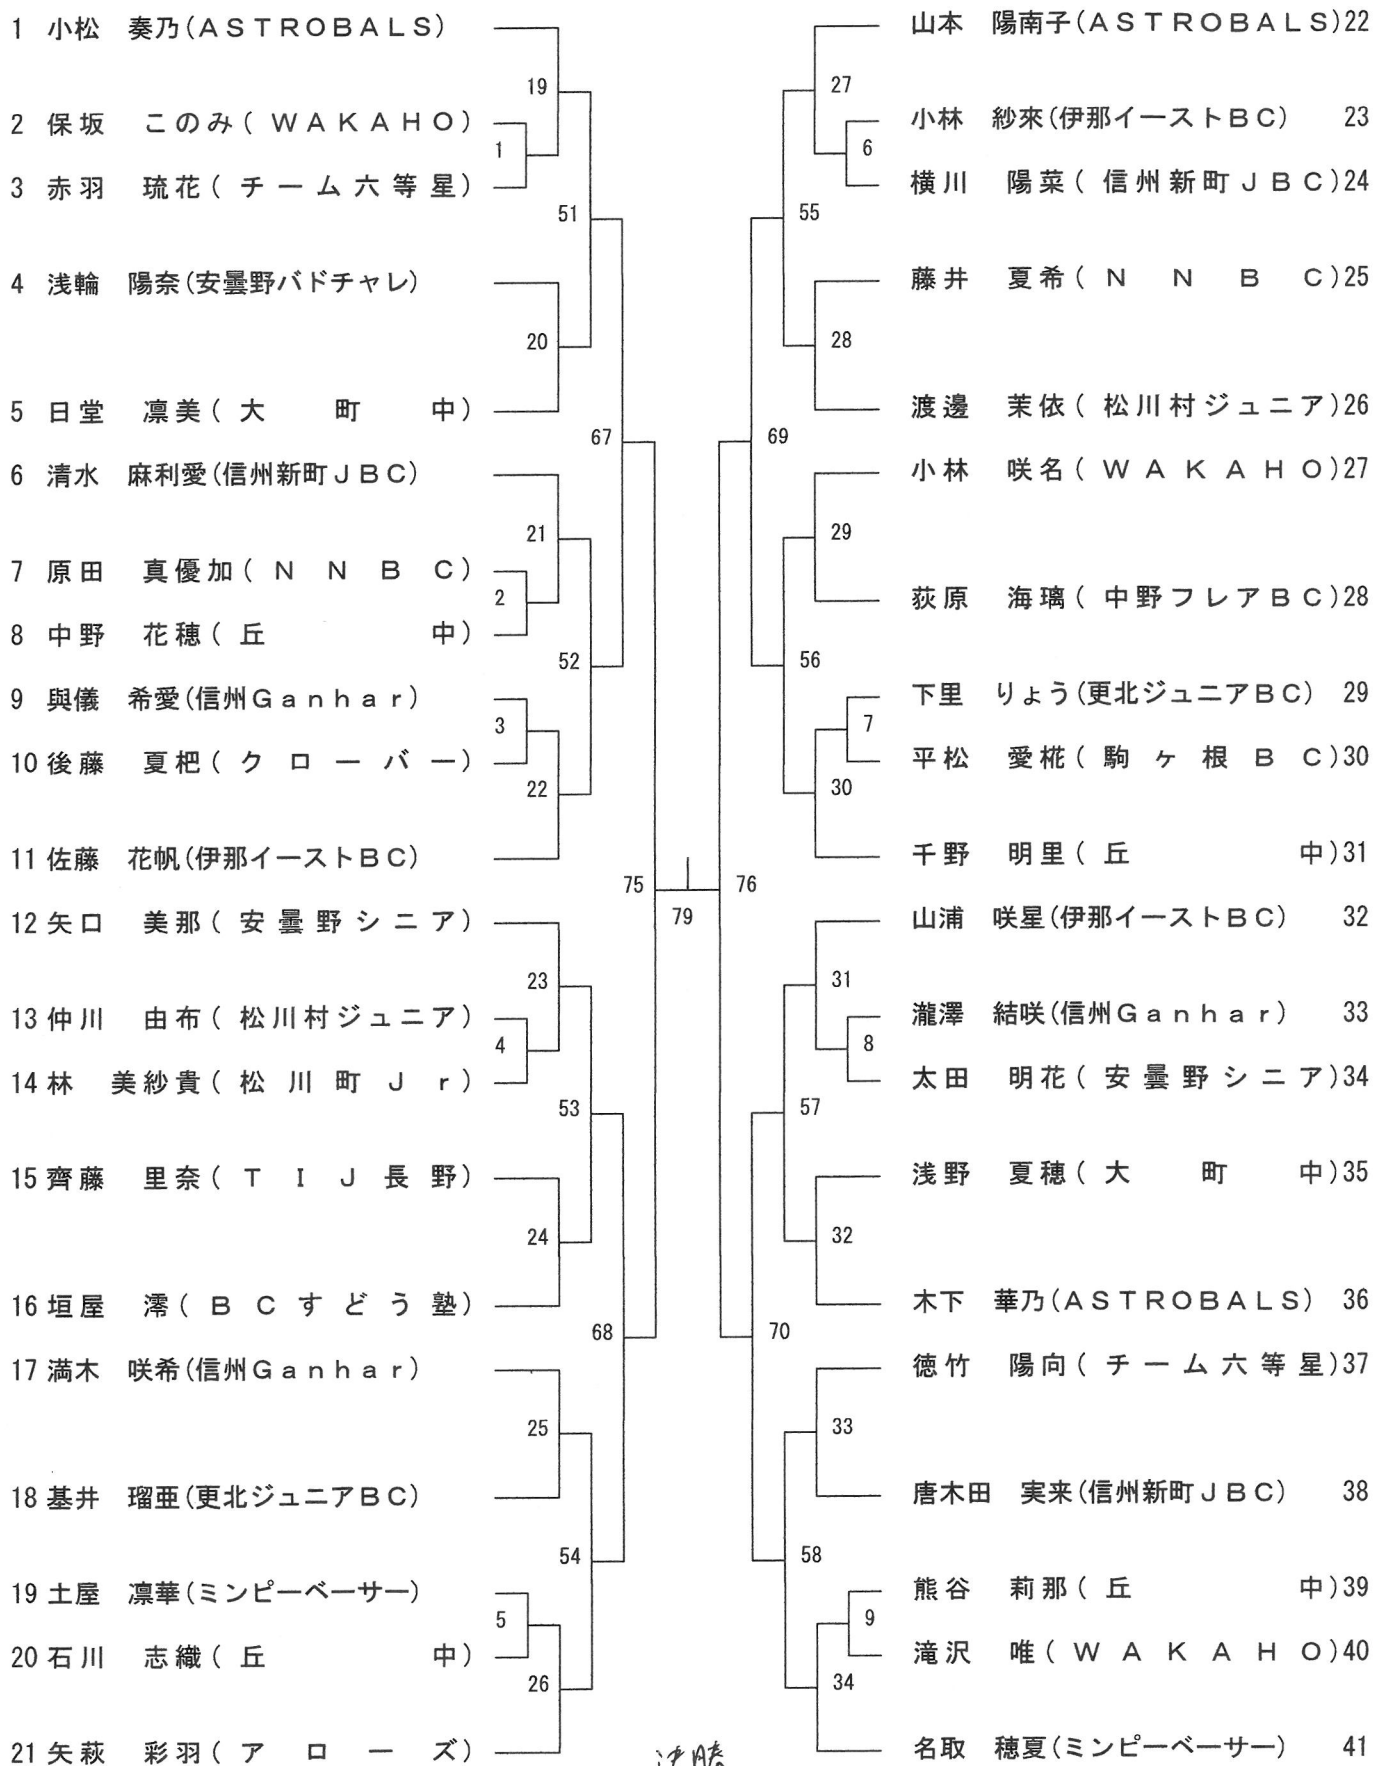 1 小松 奏乃(ASTROBALS)
19
2 保坂 このみ(WAKAHO)
1
3 赤羽 琉花(チーム六等星)
51
4 浅輪 陽奈(安曇野バドチャレ)
20
5 日堂 凛美(大町中)
67
6 清水 麻利愛(信州新町JBC)
21
7 原田 真優加(NNBC)
2
8 中野 花穂(丘中)
52
9 與儀 希愛(信州Ganhar)
3
10 後藤 夏杷(クローバー)
22
11 佐藤 花帆(伊那イーストBC)
75
12 矢口 美那(安曇野シニア)
23
13 仲川 由布(松川村ジュニア)
4
14 林 美紗貴(松川町Jr)
53
15 齊藤 里奈(TIJ長野)
24
16 垣屋 澪(BCすどう塾)
68
17 満木 咲希(信州Ganhar)
25
18 基井 瑠亜(更北ジュニアBC)
54
19 土屋 凛華(ミンピーベーサー)
5
20 石川 志織(丘中)
26
21 矢萩 彩羽(アローズ)
79
山本 陽南子(ASTROBALS)22
27
小林 紗來(伊那イーストBC) 23
6
横川 陽菜(信州新町JBC)24
55
藤井 夏希(NNBC)25
28
渡邊 茉依(松川村ジュニア)26
69
小林 咲名(WAKAHO)27
29
荻原 海璃(中野フレアBC)28
56
下里 りょう(更北ジュニアBC) 29
7
平松 愛椛(駒ヶ根BC)30
30
千野 明里(丘中)31
76
山浦 咲星(伊那イーストBC) 32
31
瀧澤 結咲(信州Ganhar) 33
8
太田 明花(安曇野シニア)34
57
浅野 夏穂(大町中)35
32
木下 華乃(ASTROBALS) 36
70
徳竹 陽向(チーム六等星)37
33
唐木田 実来(信州新町JBC) 38
58
熊谷 莉那(丘中)39
9
滝沢 唯(WAKAHO)40
34
名取 穂夏(ミンピーベーサー) 41